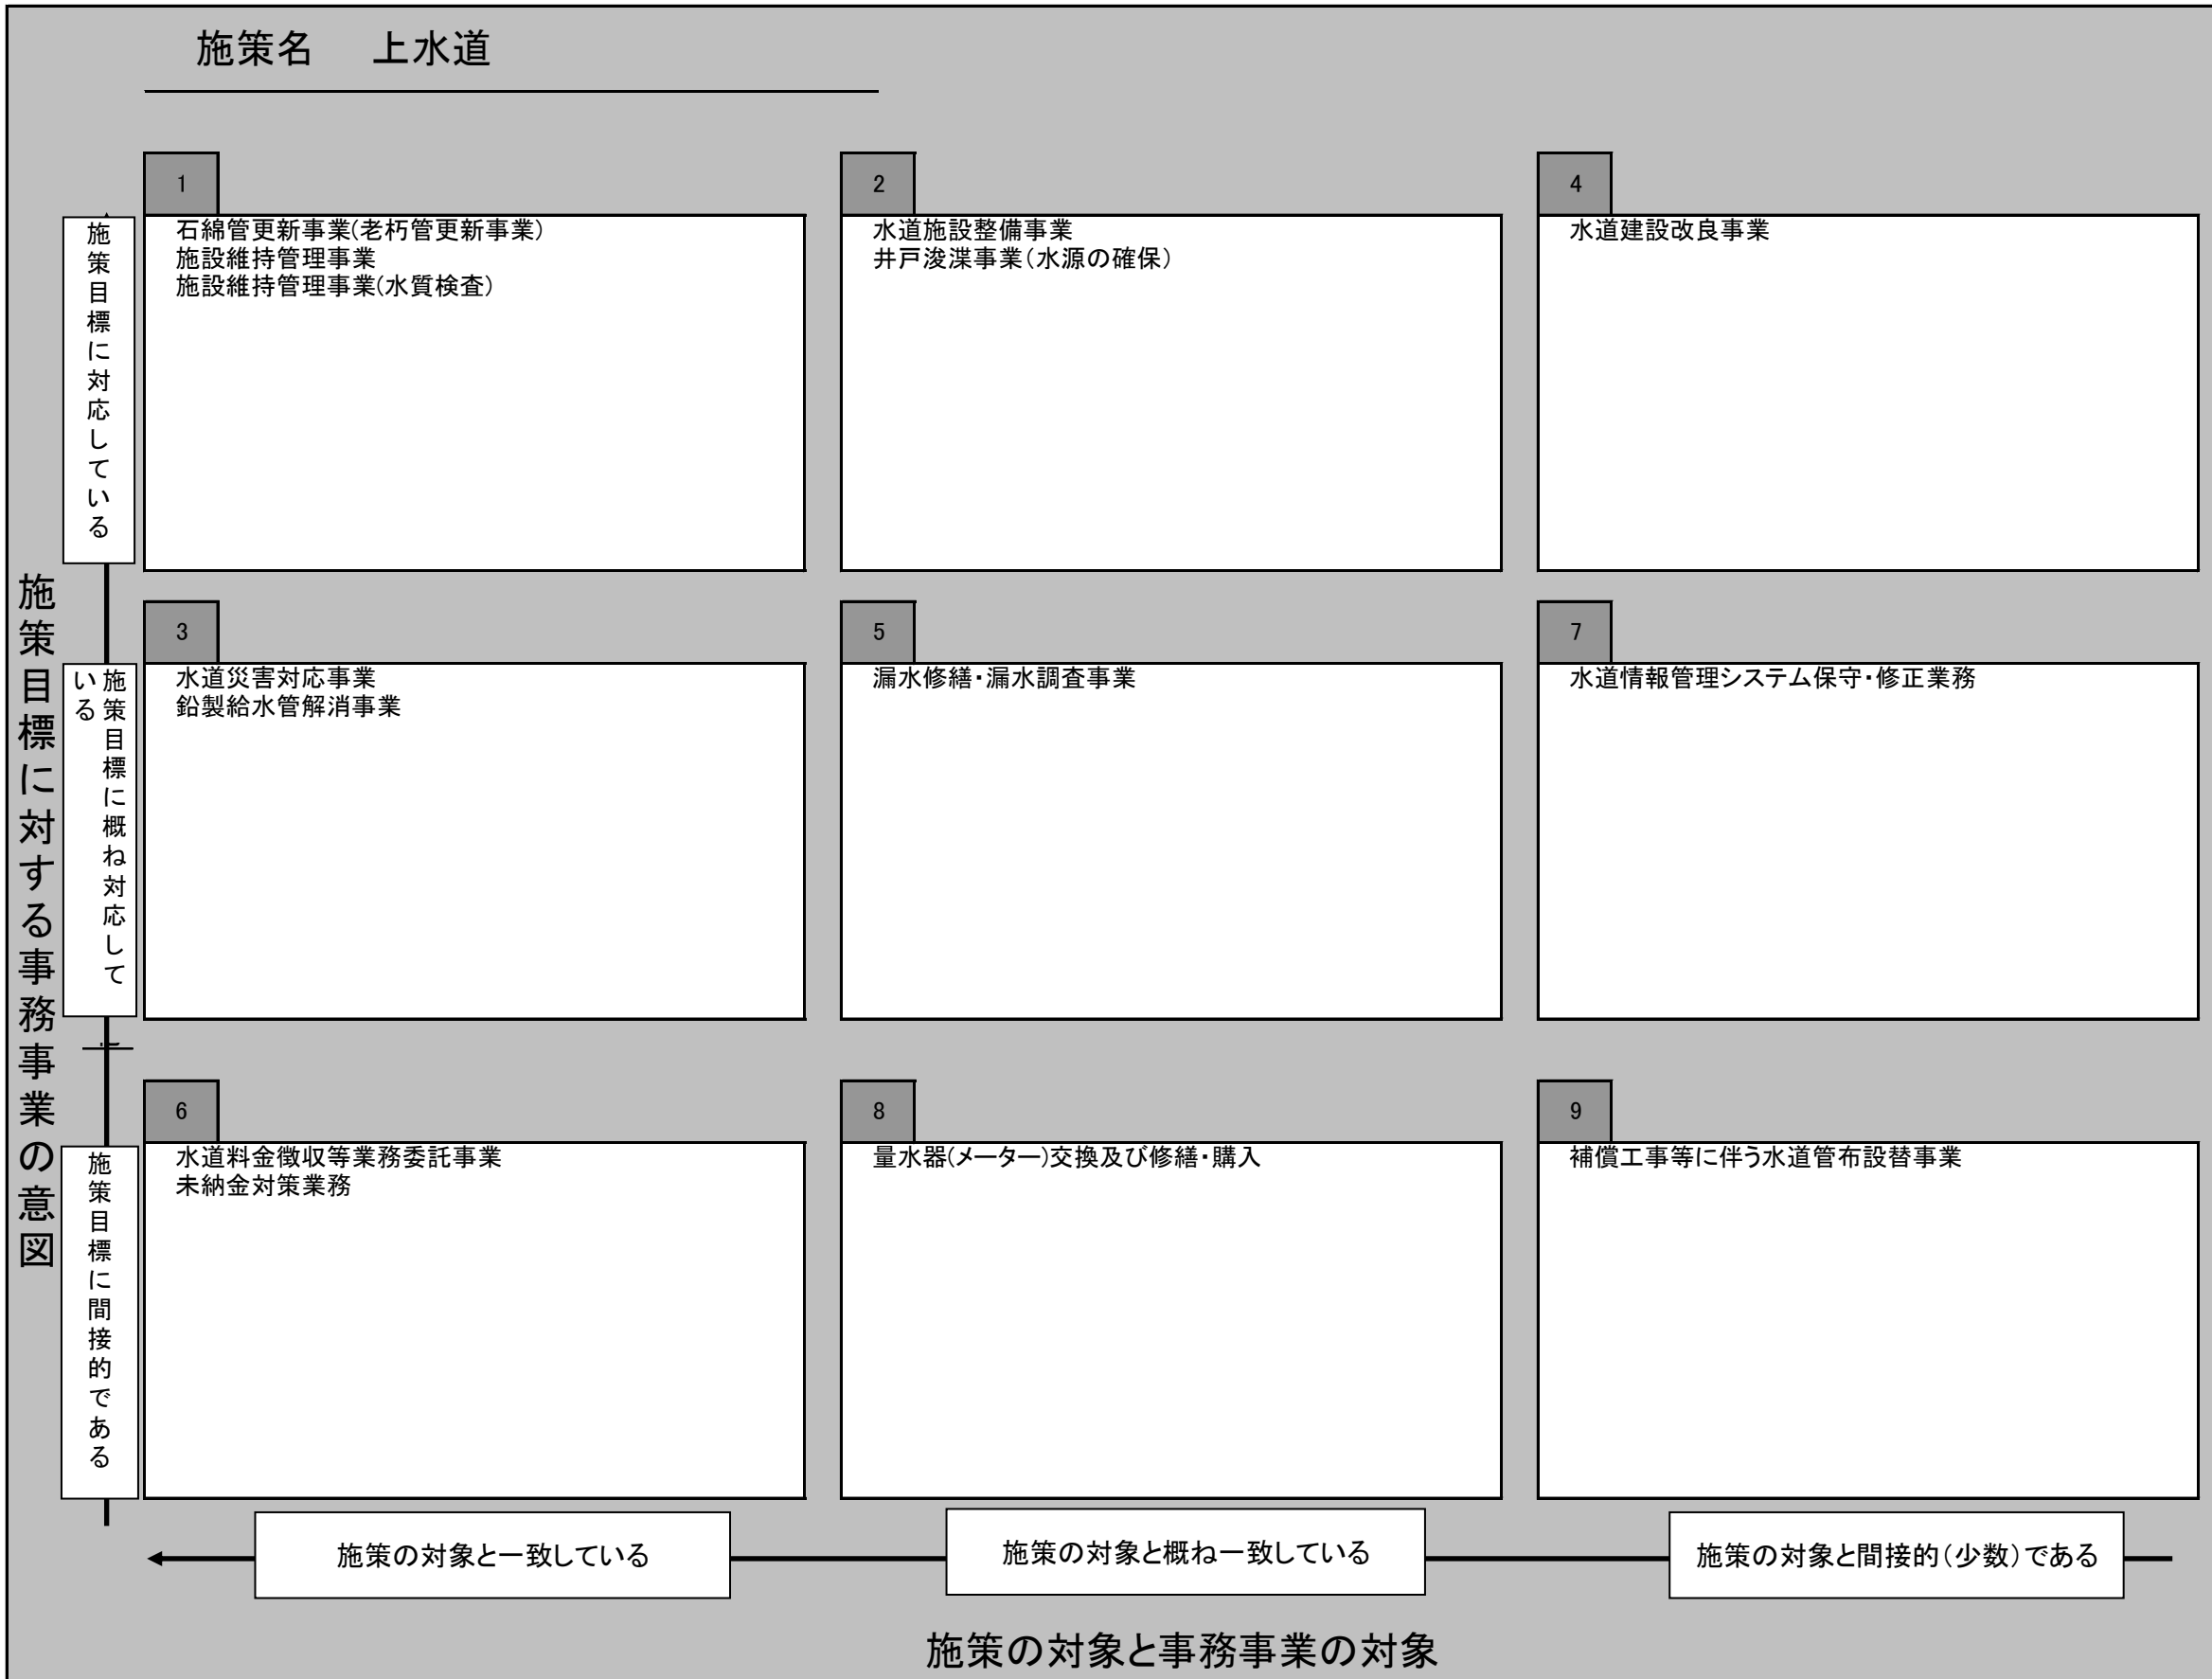 施策名　上水道
1
石綿管更新事業(老朽管更新事業)
施設維持管理事業
施設維持管理事業(水質検査)
2
水道施設整備事業
井戸浚渫事業(水源の確保)
4
水道建設改良事業
施策目標に対応している
3
水道災害対応事業
鉛製給水管解消事業
5
漏水修繕・漏水調査事業
7
水道情報管理システム保守・修正業務
施策目標に概ね対応して
いる
施策目標に対する事務事業の意図
6
水道料金徴収等業務委託事業
未納金対策業務
8
量水器(メーター)交換及び修繕・購入
9
補償工事等に伴う水道管布設替事業
施策目標に間接的である
施策の対象と一致している
施策の対象と概ね一致している
施策の対象と間接的(少数)である
施策の対象と事務事業の対象